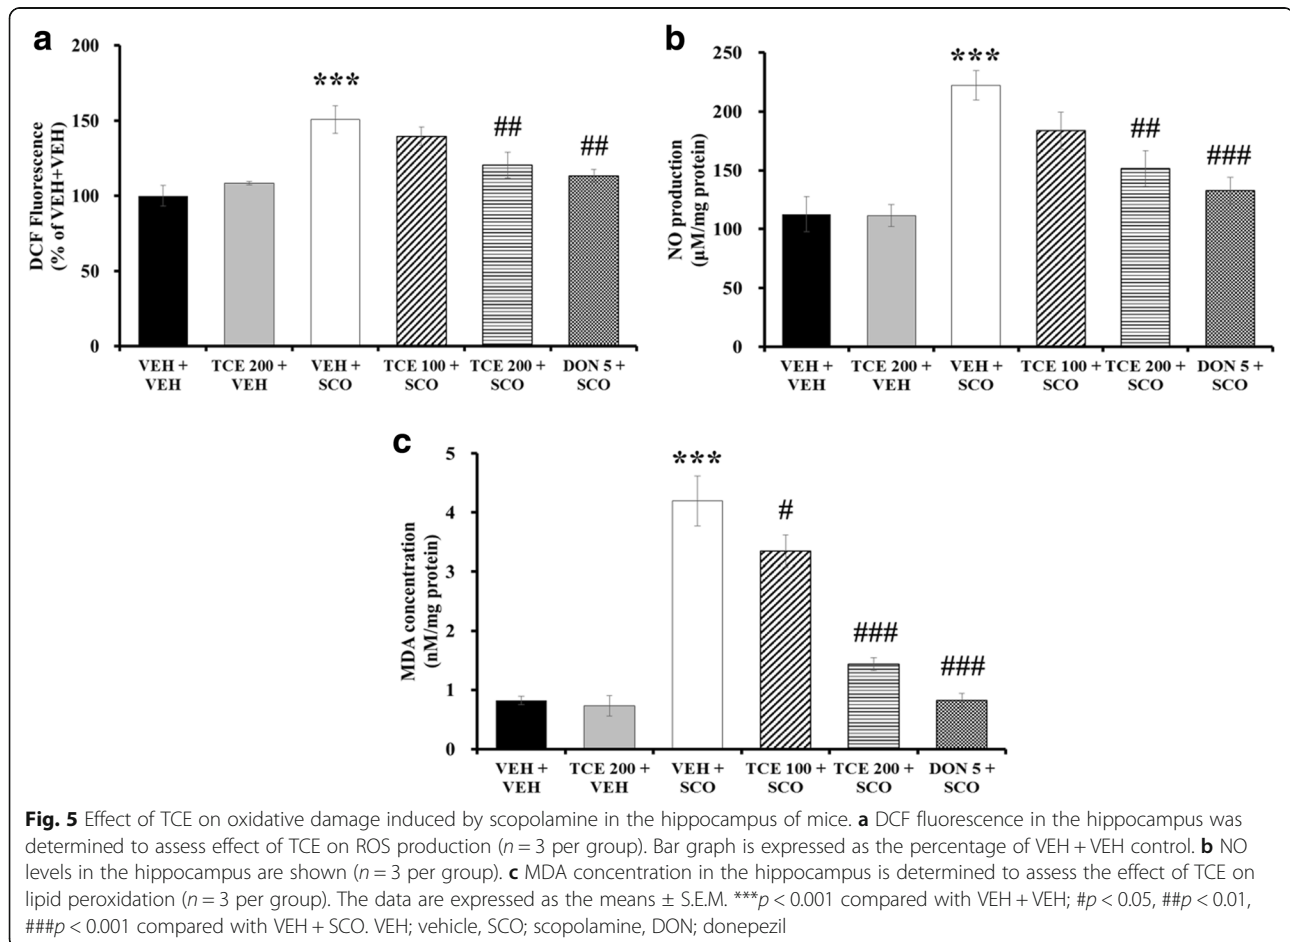 a
200
150
100
50
0
DCF Fluorescence
(% of VEH+VEH)
***
##
##
VEH + VEH
TCE 200 + VEH
VEH + SCO
TCE 100 + SCO
TCE 200 + SCO
DON 5 + SCO
b
250
200
150
100
50
0
NO production
(µM/mg protein)
***
##
###
VEH + VEH
TCE 200 + VEH
VEH + SCO
TCE 100 + SCO
TCE 200 + SCO
DON 5 + SCO
c
5
4
3
2
1
0
MDA concentration
(nM/mg protein)
***
#
###
###
VEH + VEH
TCE 200 + VEH
VEH + SCO
TCE 100 + SCO
TCE 200 + SCO
DON 5 + SCO
Fig. 5 Effect of TCE on oxidative damage induced by scopolamine in the hippocampus of mice. a DCF fluorescence in the hippocampus was
determined to assess effect of TCE on ROS production (n = 3 per group). Bar graph is expressed as the percentage of VEH + VEH control. b NO
levels in the hippocampus are shown (n = 3 per group). c MDA concentration in the hippocampus is determined to assess the effect of TCE on
lipid peroxidation (n = 3 per group). The data are expressed as the means ± S.E.M. ***p < 0.001 compared with VEH + VEH; #p < 0.05, ##p < 0.01,
###p < 0.001 compared with VEH + SCO. VEH; vehicle, SCO; scopolamine, DON; donepezil